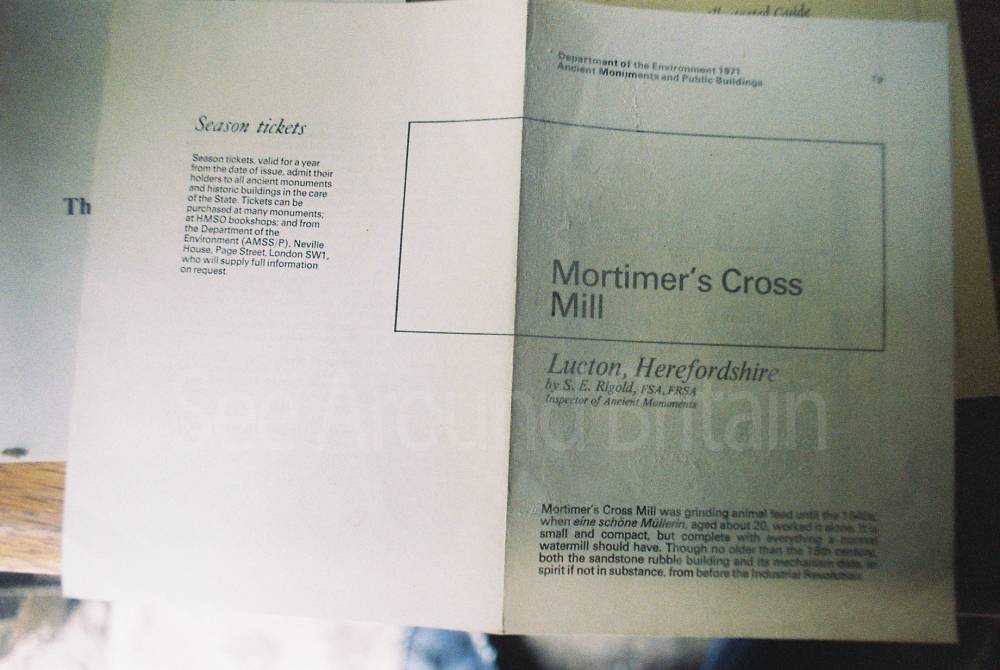 Illustrated Guide
Th
Season tickets
Season tickets, valid for a year
from the date of issue, admit their
holders to all ancient monuments
and historic buildings in the care
of the State. Tickets can be
purchased at many monuments;
at HMSO bookshops; and from
the Department of the
Environment (AMSS/P), Neville
House, Page Street, London SW1,
who will supply full information
on request.
Department of the Environment 1971
Ancient Monuments and Public Buildings
Mortimer's Cross
Mill
Lucton, Herefordshire
by S. E. Rigold, FSA, FRSA
Inspector of Ancient Monuments
Mortimer's Cross Mill was grinding animal feed until the 1940s,
when eine schöne Müllerin, aged about 20, worked it alone. It is
small and compact, but complete with everything a normal
watermill should have. Though no older than the 18th century,
both the sandstone rubble building and its mechanism date, in
spirit if not in substance, from before the Industrial Revolution.
See Around Britain